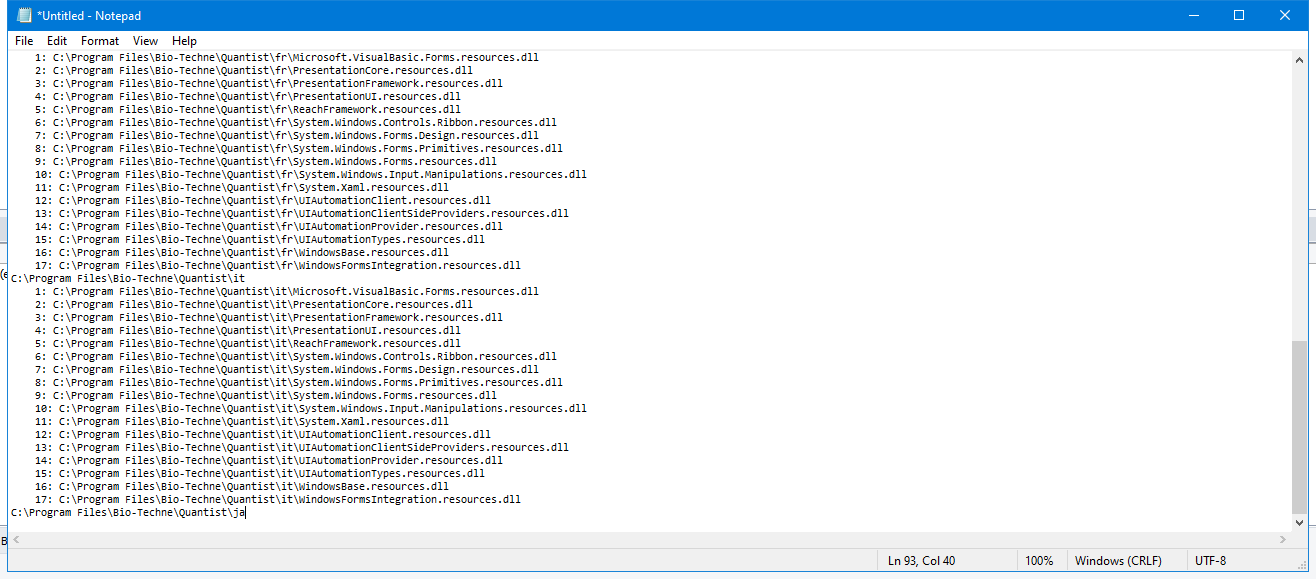 *Untitled - Notepad
File Edit Format View Help
1: C:\Program Files\Bio-Techne\Quantist\fr\Microsoft.VisualBasic.Forms.resources.dll
2: C:\Program Files\Bio-Techne\Quantist\fr\PresentationCore.resources.dll
3: C:\Program Files\Bio-Techne\Quantist\fr\PresentationFramework.resources.dll
4: C:\Program Files\Bio-Techne\Quantist\fr\PresentationUI.resources.dll
5: C:\Program Files\Bio-Techne\Quantist\fr\ReachFramework.resources.dll
6: C:\Program Files\Bio-Techne\Quantist\fr\System.Windows.Controls.Ribbon.resources.dll
7: C:\Program Files\Bio-Techne\Quantist\fr\System.Windows.Forms.Design.resources.dll
8: C:\Program Files\Bio-Techne\Quantist\fr\System.Windows.Forms.Primitives.resources.dll
9: C:\Program Files\Bio-Techne\Quantist\fr\System.Windows.Forms.resources.dll
10: C:\Program Files\Bio-Techne\Quantist\fr\System.Windows.Input.Manipulations.resources.dll
11: C:\Program Files\Bio-Techne\Quantist\fr\System.Xaml.resources.dll
12: C:\Program Files\Bio-Techne\Quantist\fr\UIAutomationClient.resources.dll
13: C:\Program Files\Bio-Techne\Quantist\fr\UIAutomationClientSideProviders.resources.dll
14: C:\Program Files\Bio-Techne\Quantist\fr\UIAutomationProvider.resources.dll
15: C:\Program Files\Bio-Techne\Quantist\fr\UIAutomationTypes.resources.dll
16: C:\Program Files\Bio-Techne\Quantist\fr\WindowsBase.resources.dll
17: C:\Program Files\Bio-Techne\Quantist\fr\WindowsFormsIntegration.resources.dll
C:\Program Files\Bio-Techne\Quantist\it
1: C:\Program Files\Bio-Techne\Quantist\it\Microsoft.VisualBasic.Forms.resources.dll
2: C:\Program Files\Bio-Techne\Quantist\it\PresentationCore.resources.dll
3: C:\Program Files\Bio-Techne\Quantist\it\PresentationFramework.resources.dll
4: C:\Program Files\Bio-Techne\Quantist\it\PresentationUI.resources.dll
5: C:\Program Files\Bio-Techne\Quantist\it\ReachFramework.resources.dll
6: C:\Program Files\Bio-Techne\Quantist\it\System.Windows.Controls.Ribbon.resources.dll
7: C:\Program Files\Bio-Techne\Quantist\it\System.Windows.Forms.Design.resources.dll
8: C:\Program Files\Bio-Techne\Quantist\it\System.Windows.Forms.Primitives.resources.dll
9: C:\Program Files\Bio-Techne\Quantist\it\System.Windows.Forms.resources.dll
10: C:\Program Files\Bio-Techne\Quantist\it\System.Windows.Input.Manipulations.resources.dll
11: C:\Program Files\Bio-Techne\Quantist\it\System.Xaml.resources.dll
12: C:\Program Files\Bio-Techne\Quantist\it\UIAutomationClient.resources.dll
13: C:\Program Files\Bio-Techne\Quantist\it\UIAutomationClientSideProviders.resources.dll
14: C:\Program Files\Bio-Techne\Quantist\it\UIAutomationProvider.resources.dll
15: C:\Program Files\Bio-Techne\Quantist\it\UIAutomationTypes.resources.dll
16: C:\Program Files\Bio-Techne\Quantist\it\WindowsBase.resources.dll
17: C:\Program Files\Bio-Techne\Quantist\it\WindowsFormsIntegration.resources.dll
C:\Program Files\Bio-Techne\Quantist\ja
Ln 93, Col 40 100% Windows (CRLF) UTF-8